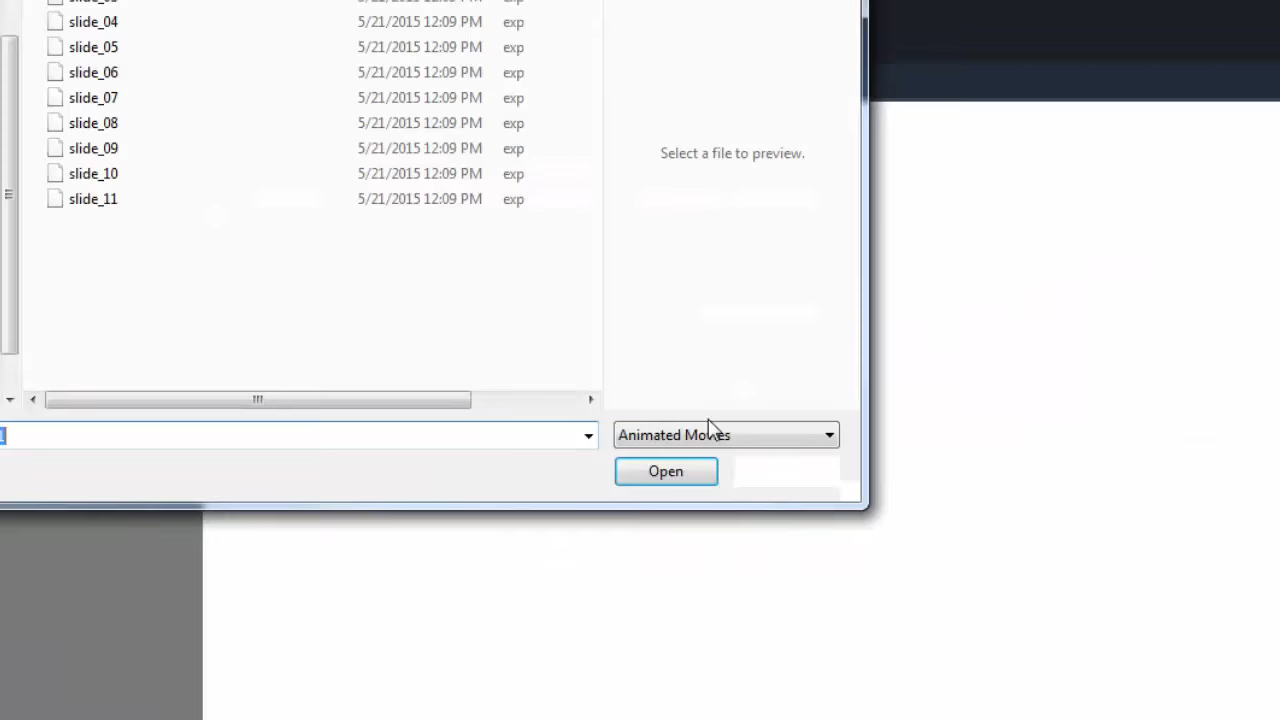 slide_04 5/21/2015 12:09 PM exp
slide_05 5/21/2015 12:09 PM exp
slide_06 5/21/2015 12:09 PM exp
slide_07 5/21/2015 12:09 PM exp
slide_08 5/21/2015 12:09 PM exp
slide_09 5/21/2015 12:09 PM exp
slide_10 5/21/2015 12:09 PM exp
slide_11 5/21/2015 12:09 PM exp
Select a file to preview.
Animated Movies
Open